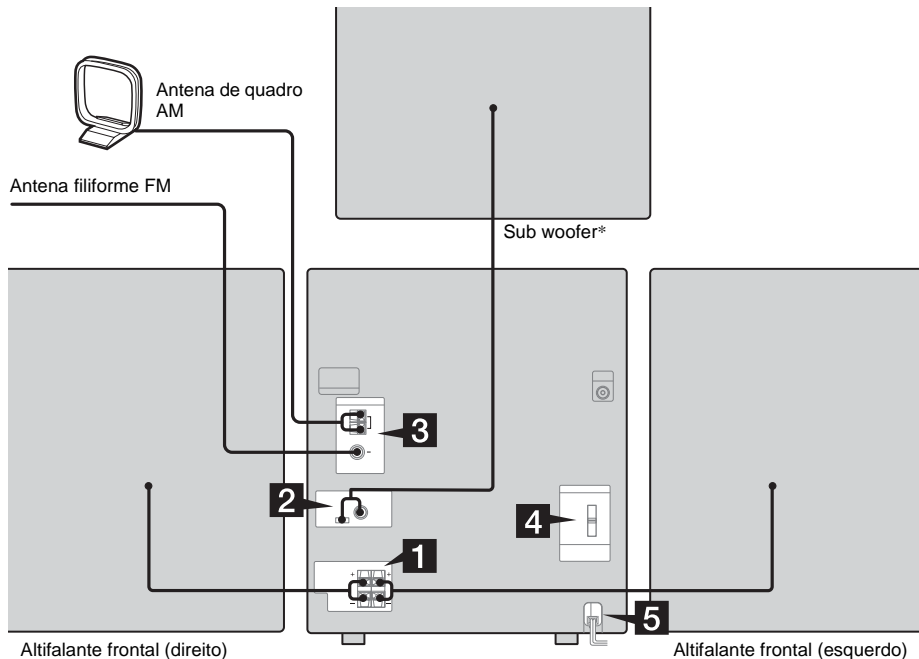 Antena de quadro
AM
Antena filiforme FM
Sub woofer*
3
2
4
1
+ +
– –
5
Altifalante frontal (direito)
Altifalante frontal (esquerdo)